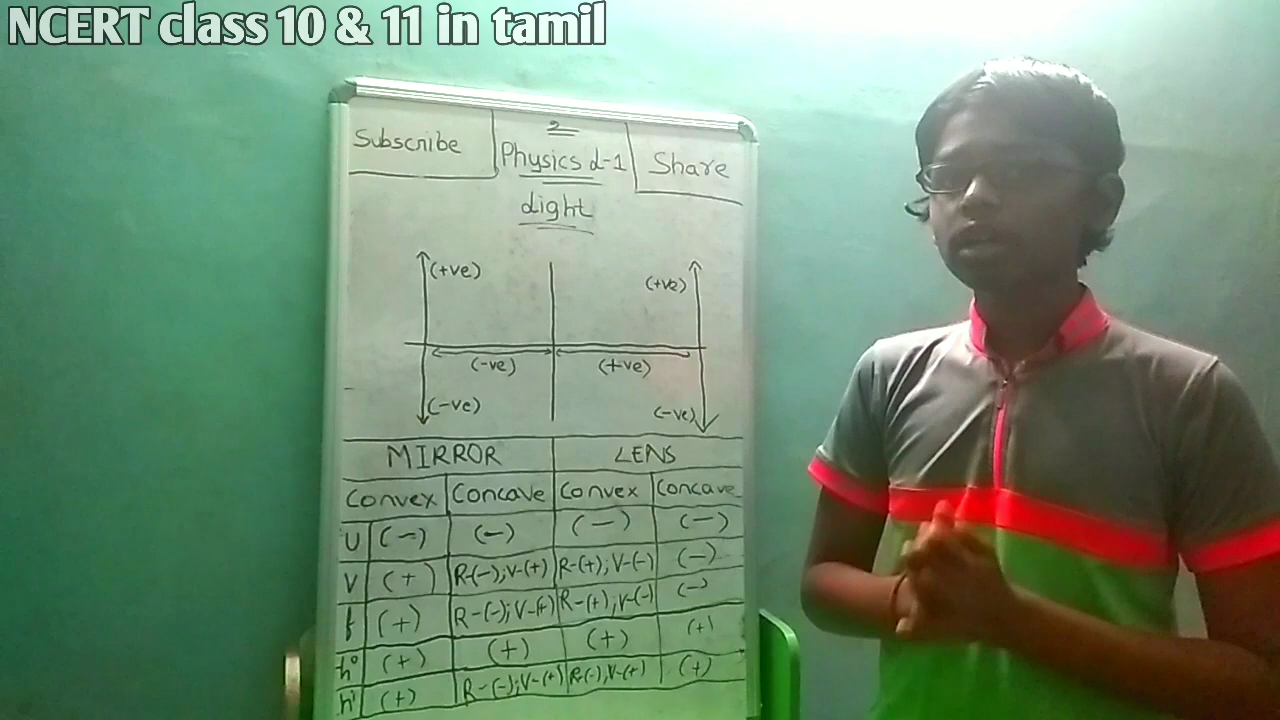 NCERT class 10 & 11 in tamil
2
Subscribe Physics d-1 Share
dight
(+ve) (+ve)
(-ve) (+ve)
(-ve) (-ve)
MIRROR LENS
Convex Concave Convex Concave
U (-) (-) (-) (-)
V (+) R-(-);V-(+) R-(+);V-(-) (-)
f (+) R-(-);V-(+) R-(+);V-(-) (-)
h° (+) (+) (+) (+)
h' (+) R-(-);V-(+) R-(-);V-(+) (+)